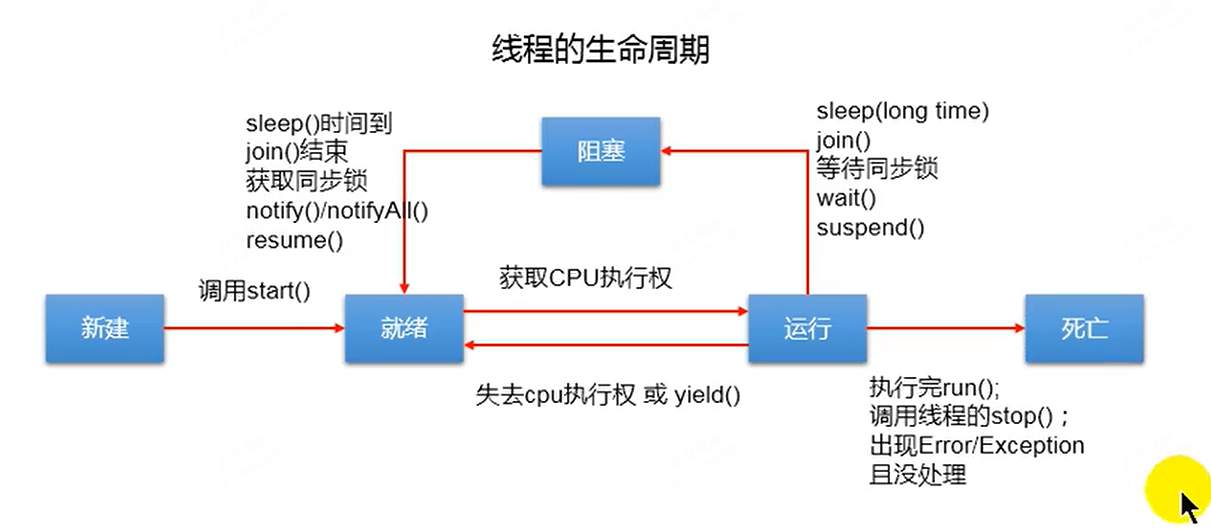 线程的生命周期
sleep()时间到
join()结束
获取同步锁
notify()/notifyAll()
resume()
阻塞
sleep(long time)
join()
等待同步锁
wait()
suspend()
调用start()
获取CPU执行权
新建
就绪
运行
死亡
失去cpu执行权 或 yield()
执行完run();
调用线程的stop()；
出现Error/Exception
且没处理